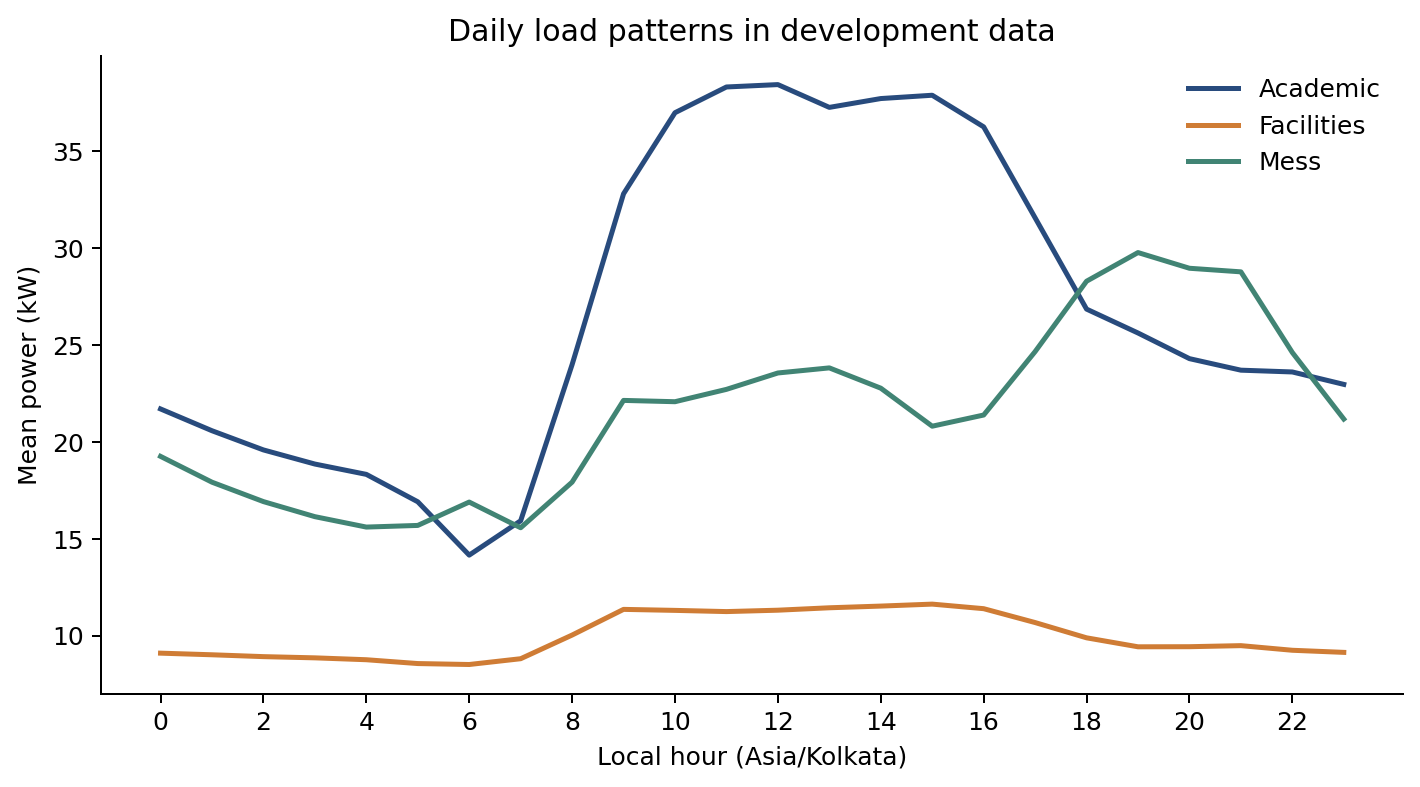 Daily load patterns in development data
Academic
Facilities
Mess
Mean power (kW)
35
30
25
20
15
10
0 2 4 6 8 10 12 14 16 18 20 22
Local hour (Asia/Kolkata)